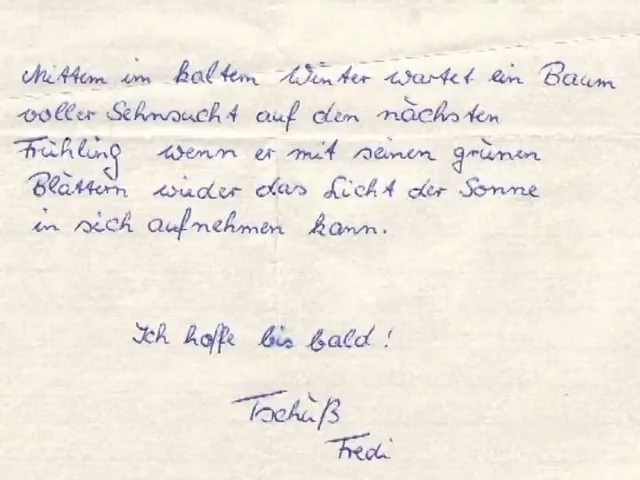 Mittem im kaltem Winter wartet ein Baum
voller Sehnsucht auf den nächsten
Frühling wenn er mit seinen grünen
Blättern wieder das Licht der Sonne
in sich aufnehmen kann.
Ich hoffe bis bald!
Tschüß
Fredi